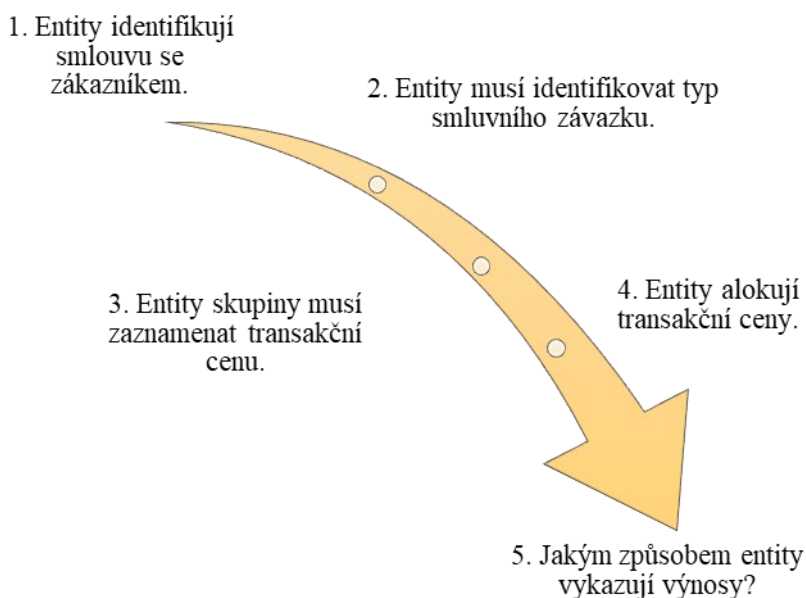 1. Entity identifikují
smlouvu se
zákazníkem.
2. Entity musí identifikovat typ
smluvního závazku.
3. Entity skupiny musí
zaznamenat transakční
cenu.
4. Entity alokují
transakční ceny.
5. Jakým způsobem entity
vykazují výnosy?